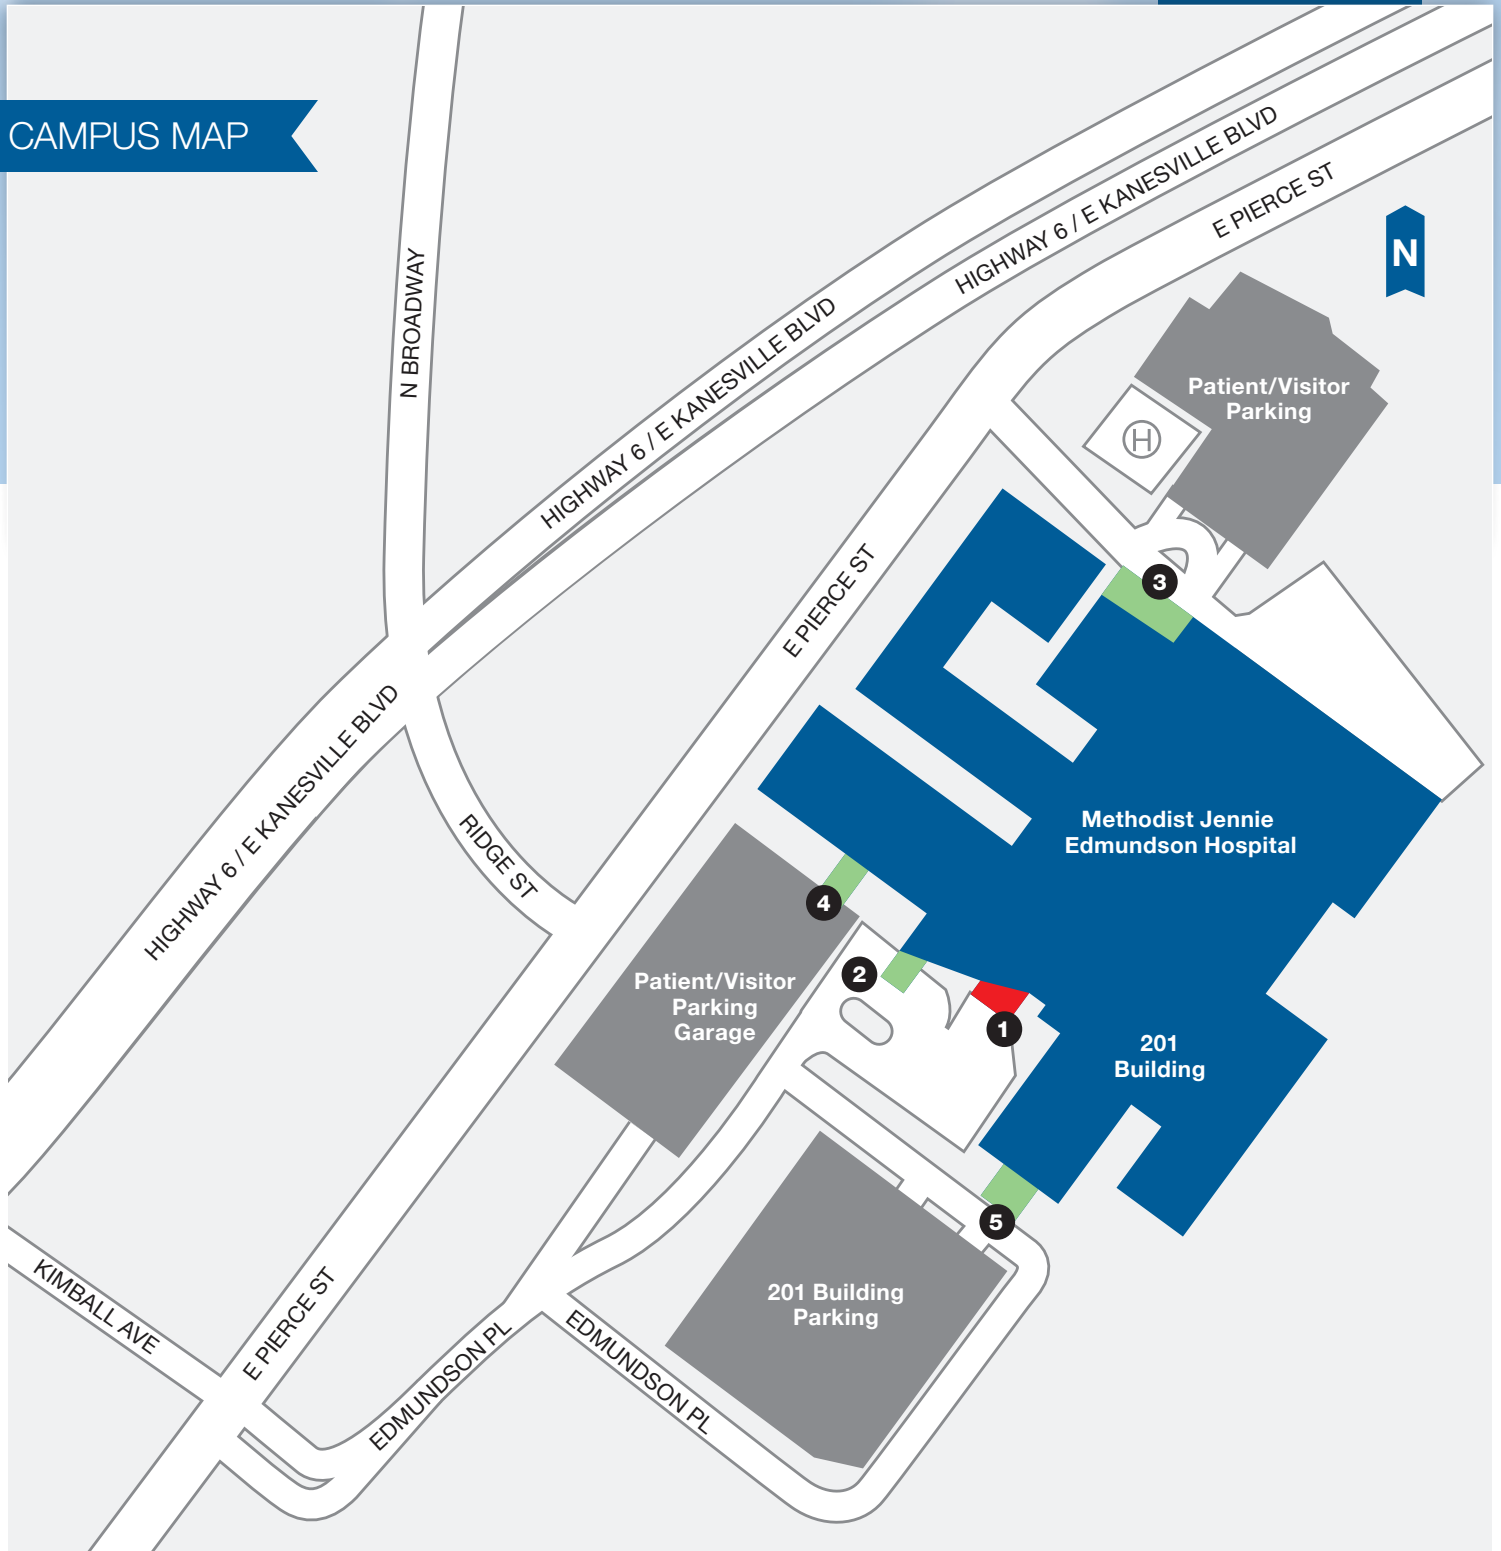 CAMPUS MAP
N BROADWAY
HIGHWAY 6 / E KANESVILLE BLVD
HIGHWAY 6 / E KANESVILLE BLVD
E PIERCE ST
N
Patient/Visitor
Parking
H
3
E PIERCE ST
HIGHWAY 6 / E KANESVILLE BLVD
RIDGE ST
Methodist Jennie
Edmundson Hospital
4
2
1
Patient/Visitor
Parking
Garage
201
Building
5
201 Building
Parking
KIMBALL AVE
E PIERCE ST
EDMUNDSON PL
EDMUNDSON PL